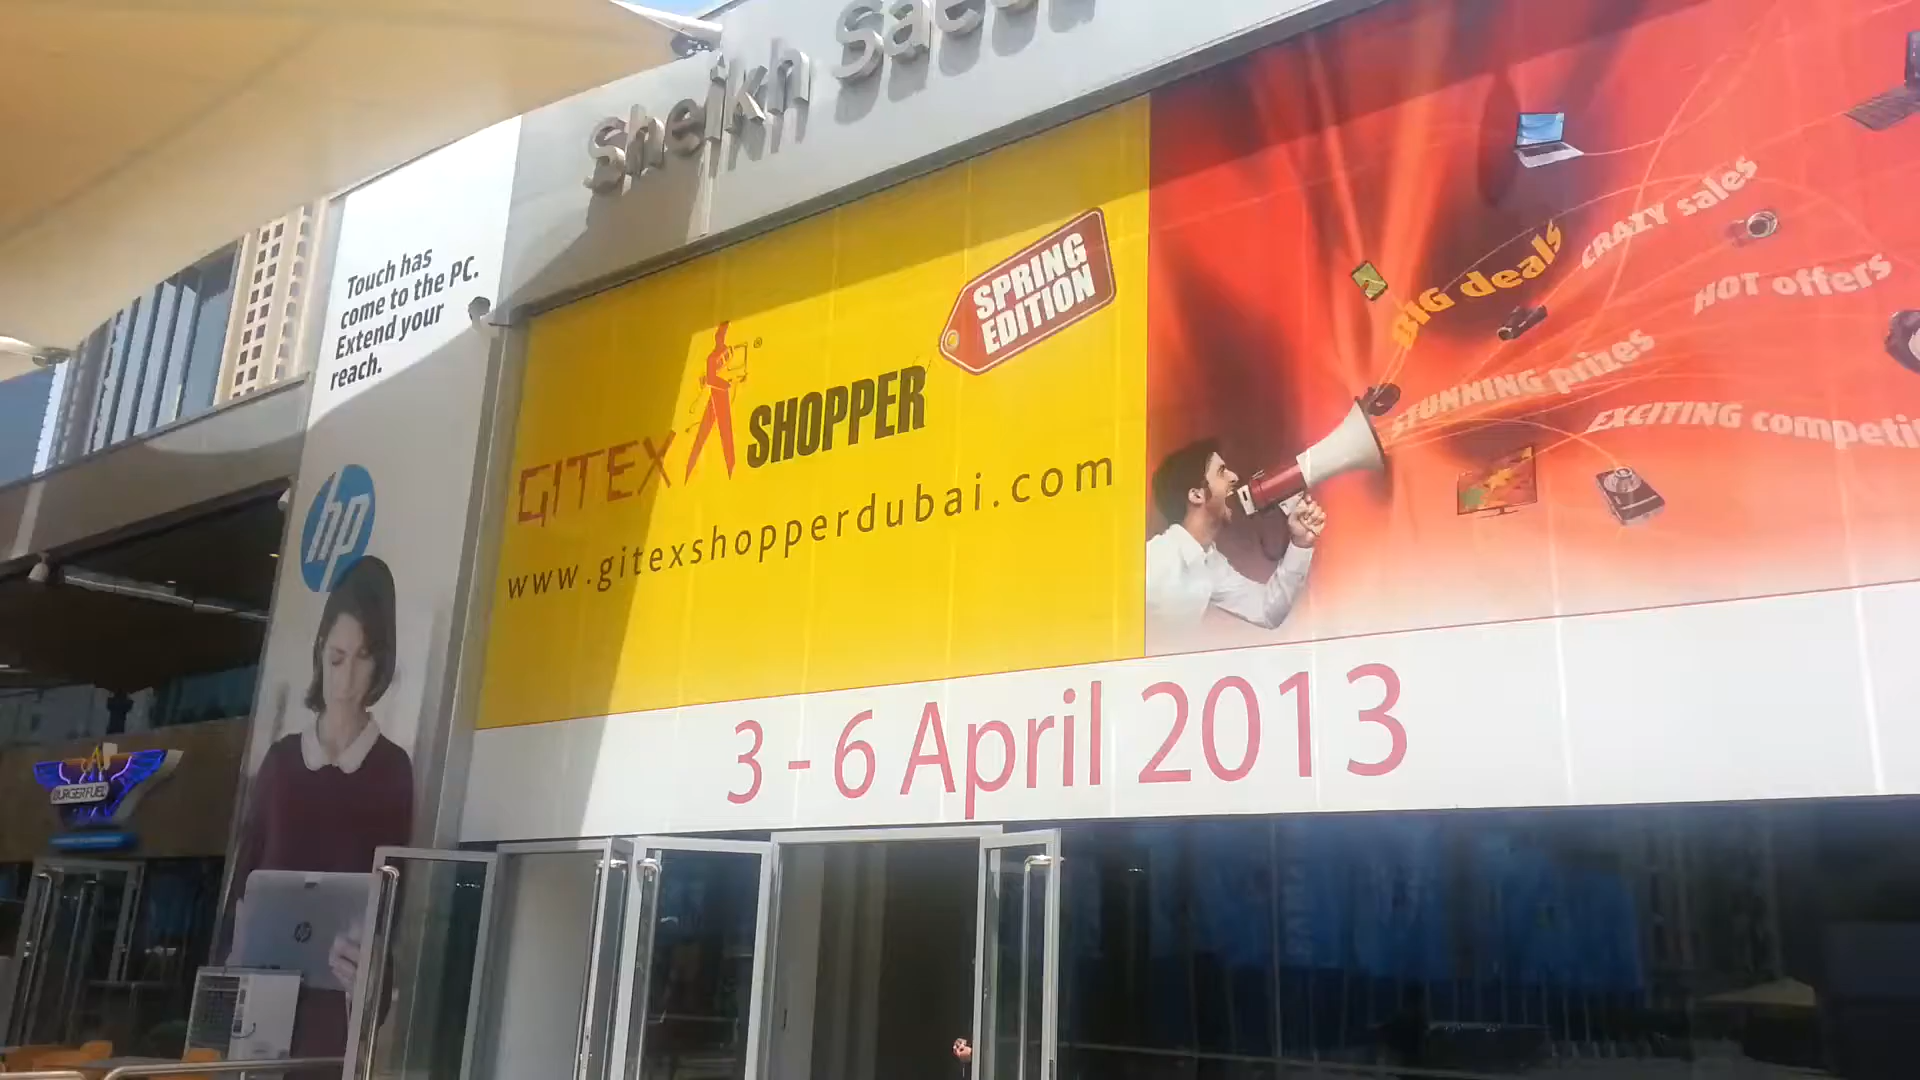 Sheikh Saeed
Touch has
come to the PC.
Extend your
reach.
hp
GITEX SHOPPER
®
SPRING
EDITION
www.gitexshopperdubai.com
BIG deals
CRAZY sales
HOT offers
STUNNING prizes
EXCITING competiti
3 - 6 April 2013
BURGERFUEL
hp